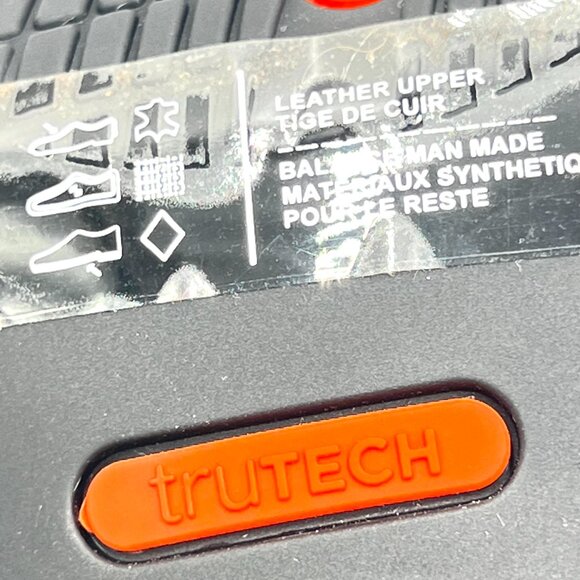 LEATHER UPPER
TIGE DE CUIR
MAN MADE
MATERIAUX SYNTHETIQ
POUR LE RESTE
truTECH